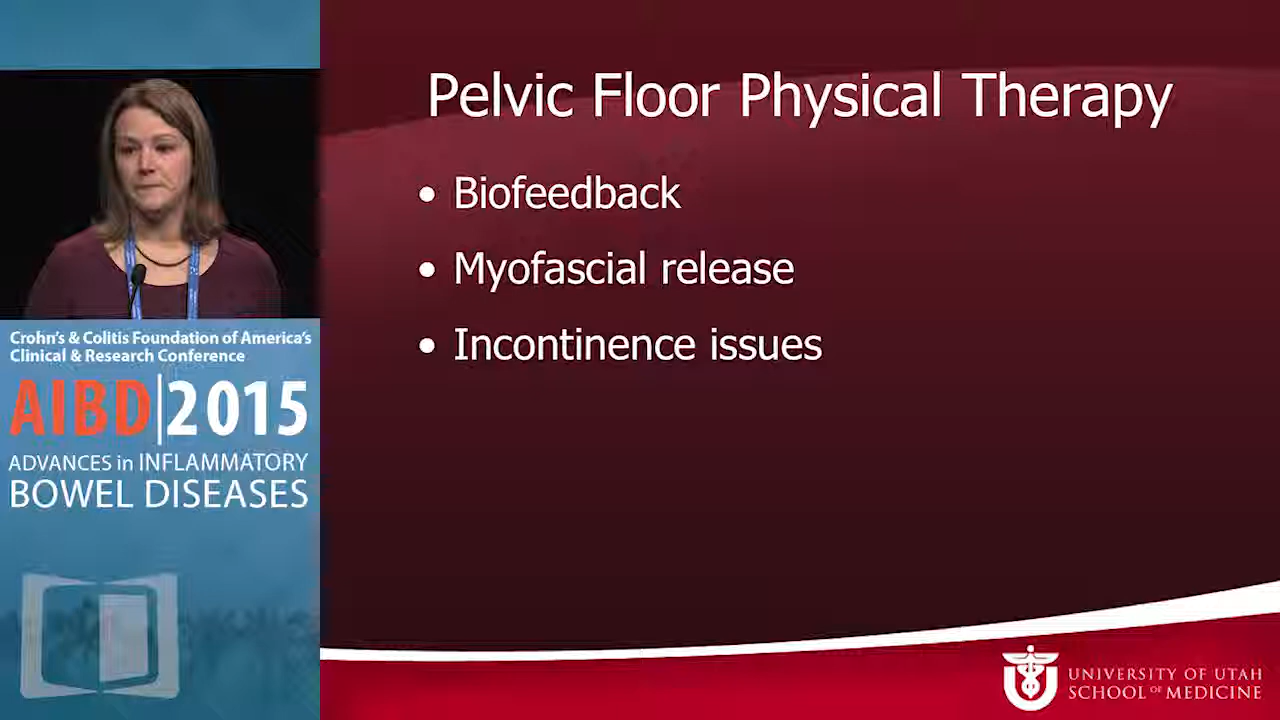 Pelvic Floor Physical Therapy
• Biofeedback
• Myofascial release
• Incontinence issues
Crohn's & Colitis Foundation of America's
Clinical & Research Conference
AIBD|2015
ADVANCES in INFLAMMATORY
BOWEL DISEASES
UNIVERSITY OF UTAH
SCHOOL OF MEDICINE